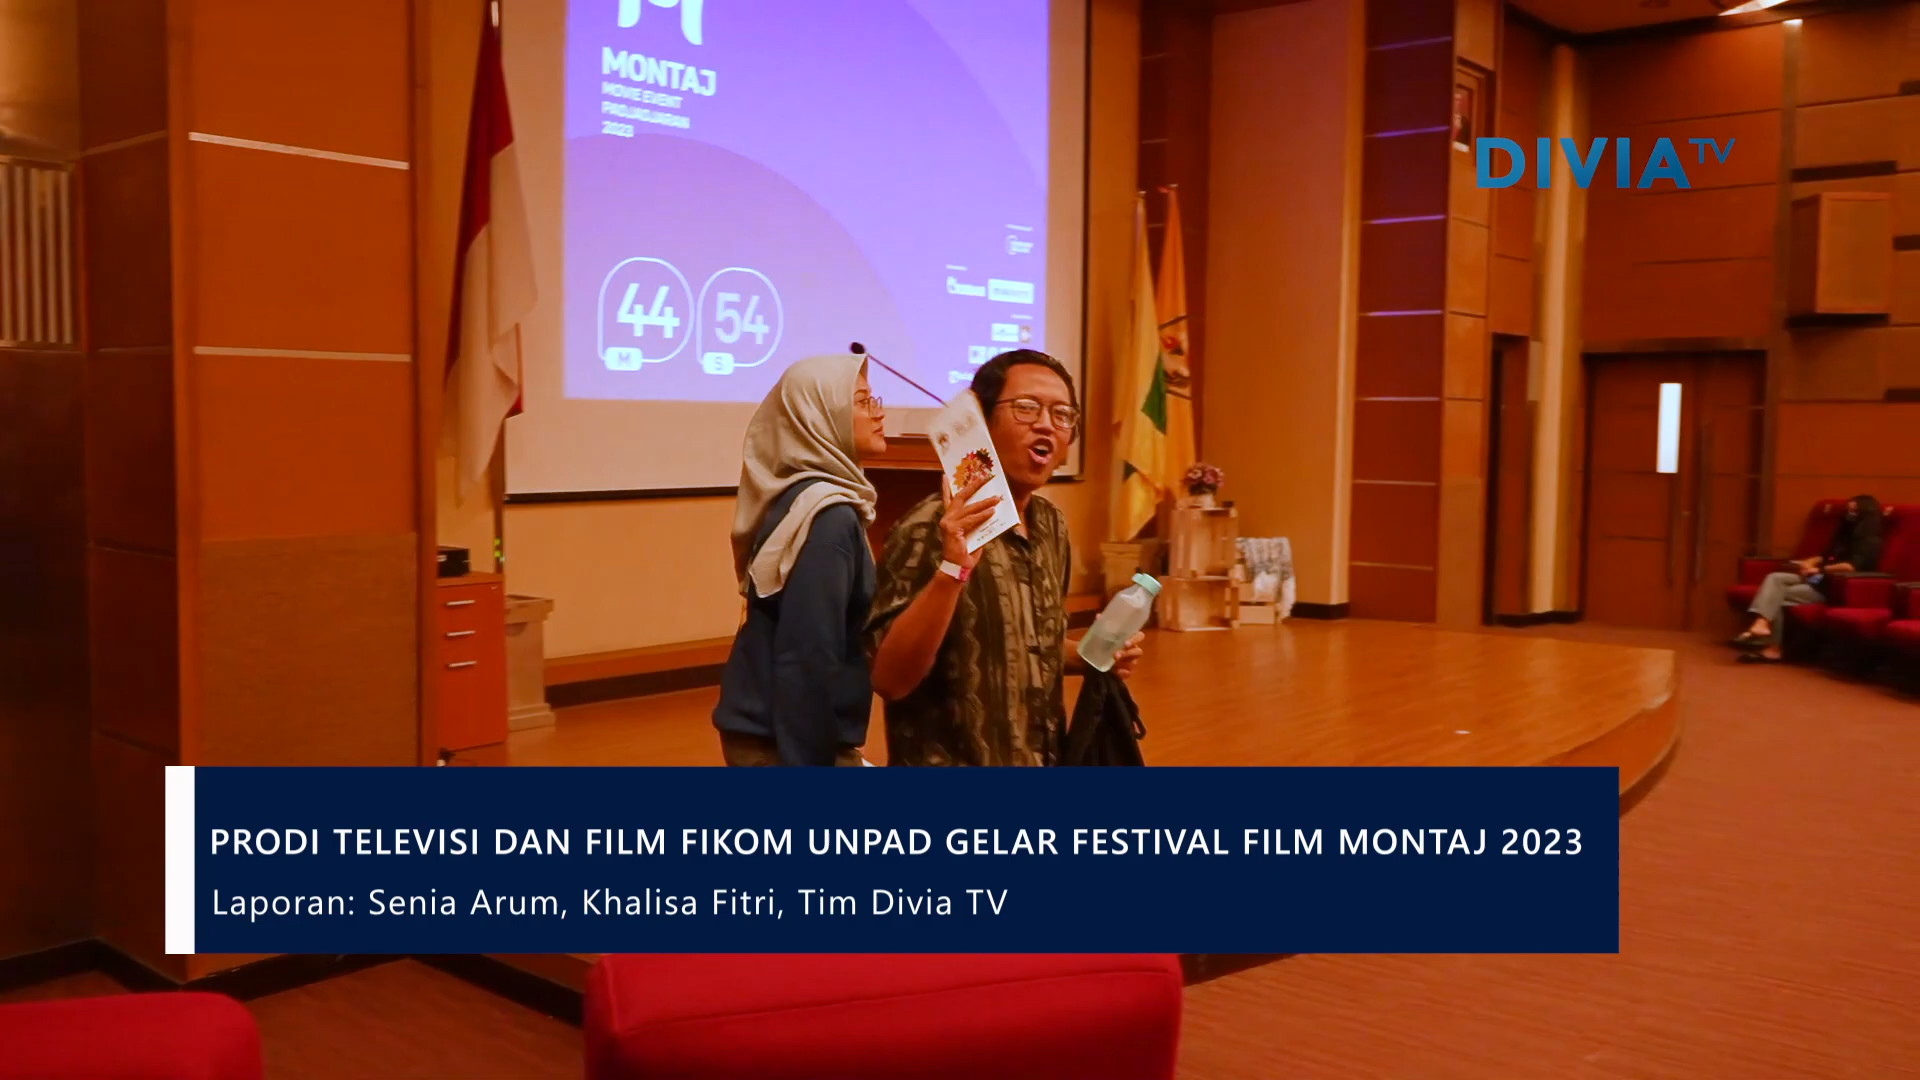 MONTAJ
MOVIE EVENT
PADJADJARAN
2023
DIVIA TV
44 54
M S
PRODI TELEVISI DAN FILM FIKOM UNPAD GELAR FESTIVAL FILM MONTAJ 2023
Laporan: Senia Arum, Khalisa Fitri, Tim Divia TV